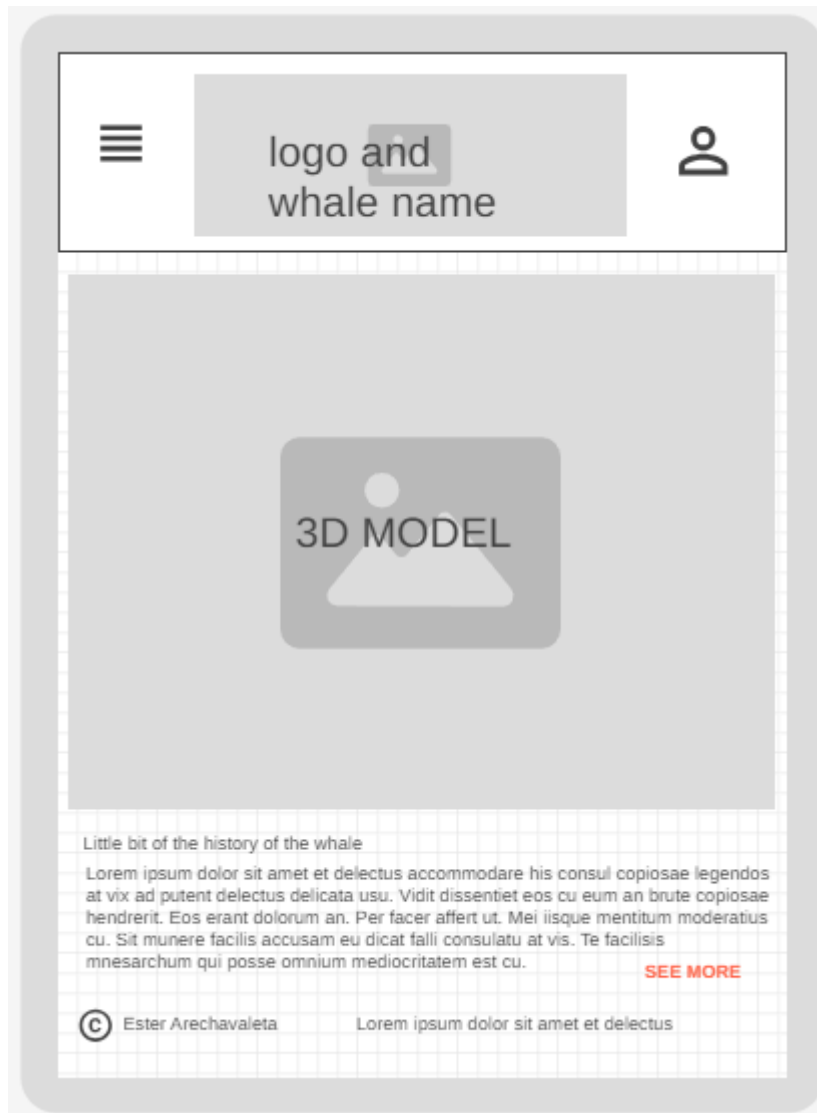 logo and
whale name
3D MODEL
Little bit of the history of the whale
Lorem ipsum dolor sit amet et delectus accommodare his consul copiosae legendos
at vix ad putent delectus delicata usu. Vidit dissentiet eos cu eum an brute copiosae
hendrerit. Eos erant dolorum an. Per facer affert ut. Mei iisque mentitum moderatius
cu. Sit munere facilis accusam eu dicat falli consulatu at vis. Te facilisis
mnesarchum qui posse omnium mediocritatem est cu.
SEE MORE
© Ester Arechavaleta Lorem ipsum dolor sit amet et delectus